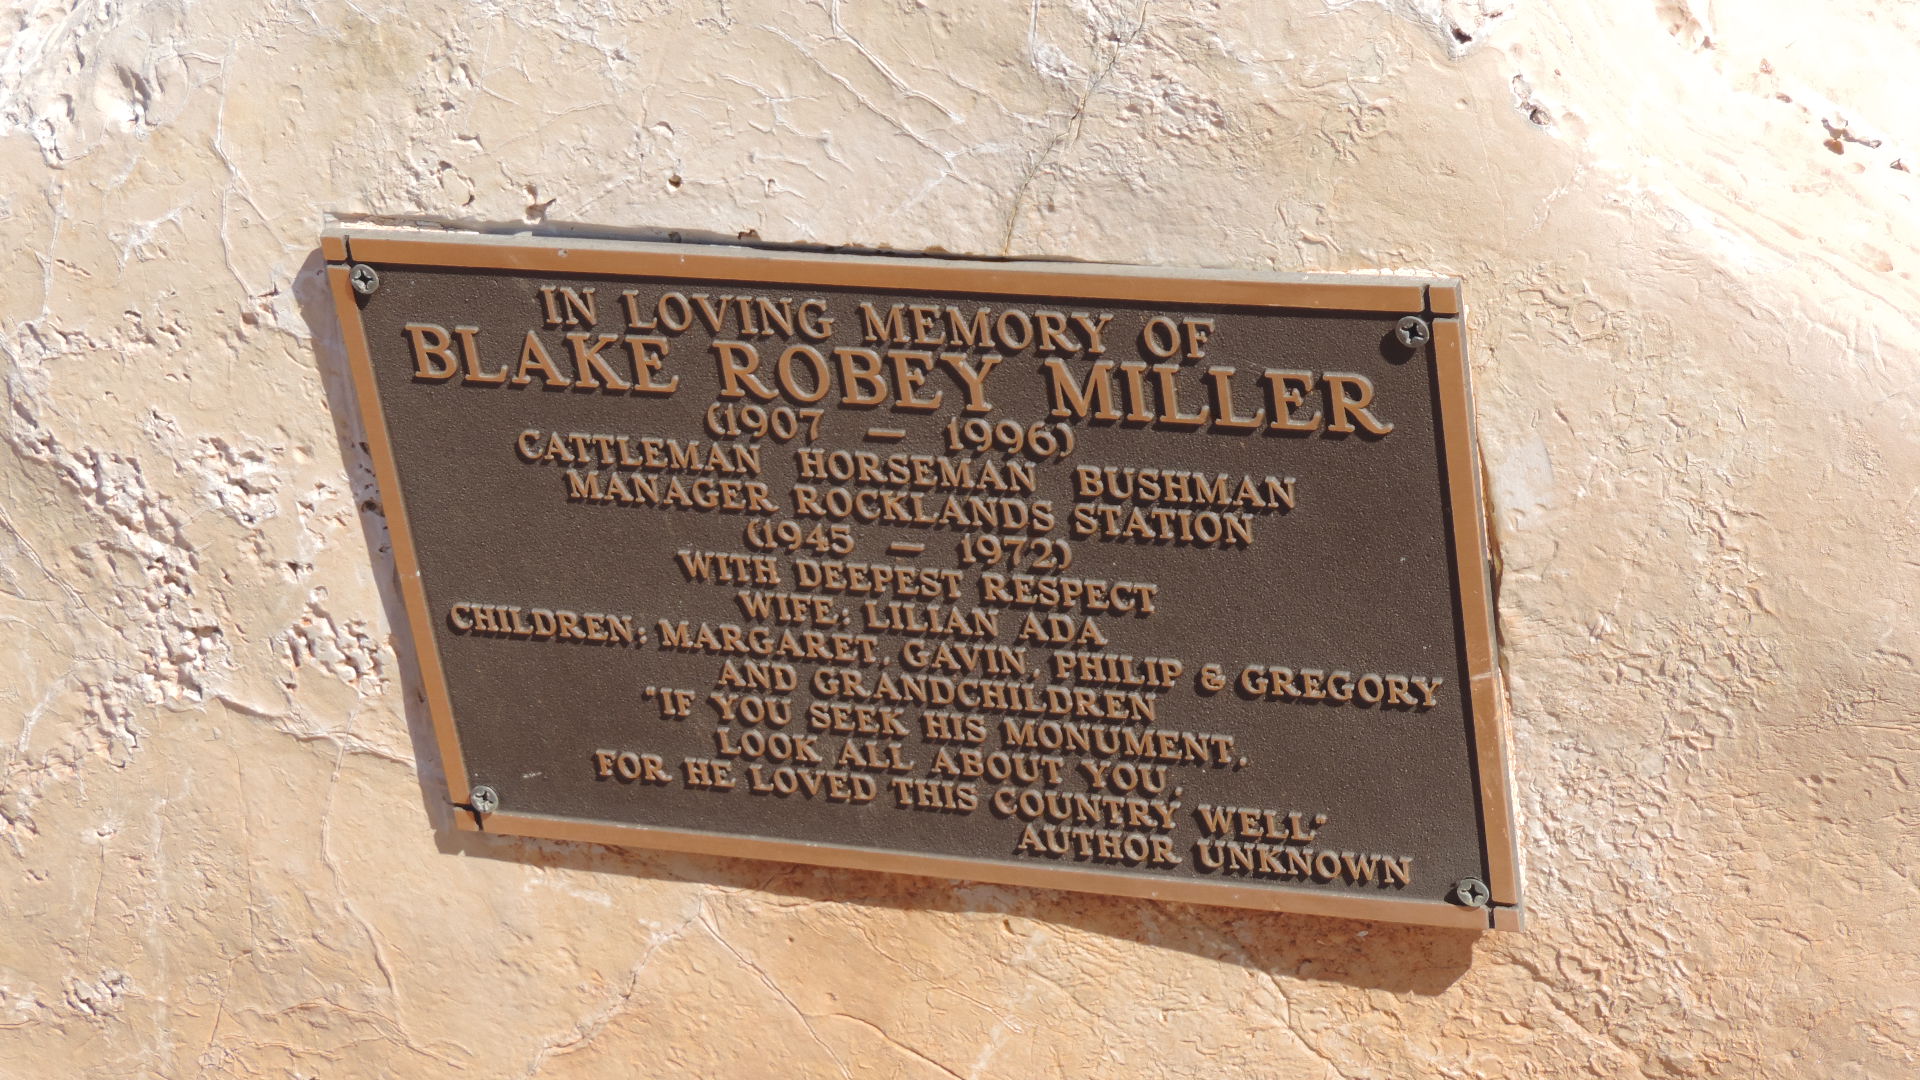 IN LOVING MEMORY OF
BLAKE ROBEY MILLER
(1907 — 1996)
CATTLEMAN HORSEMAN BUSHMAN
MANAGER ROCKLANDS STATION
(1945 — 1972)
WITH DEEPEST RESPECT
WIFE: LILIAN ADA
CHILDREN: MARGARET, GAVIN, PHILIP & GREGORY
AND GRANDCHILDREN
"IF YOU SEEK HIS MONUMENT,
LOOK ALL ABOUT YOU,
FOR HE LOVED THIS COUNTRY WELL"
AUTHOR UNKNOWN